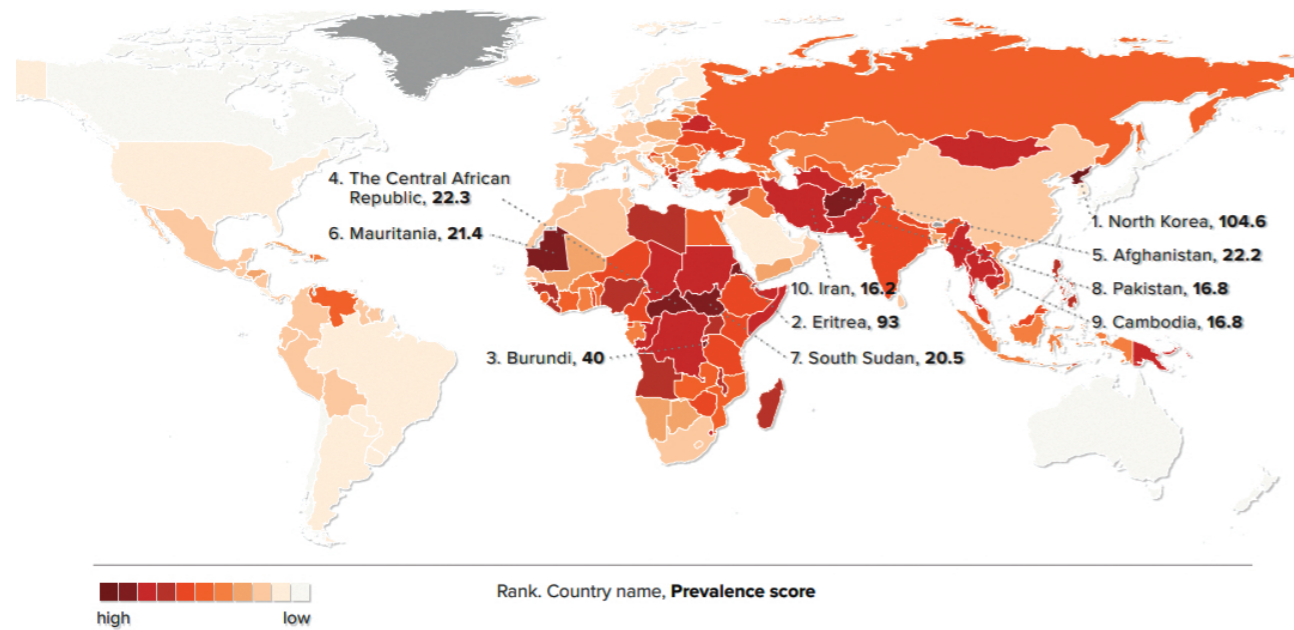 4. The Central African
Republic, 22.3
6. Mauritania, 21.4
1. North Korea, 104.6
5. Afghanistan, 22.2
10. Iran, 16.2
8. Pakistan, 16.8
2. Eritrea, 93
9. Cambodia, 16.8
3. Burundi, 40
7. South Sudan, 20.5
Rank. Country name, Prevalence score
high
low